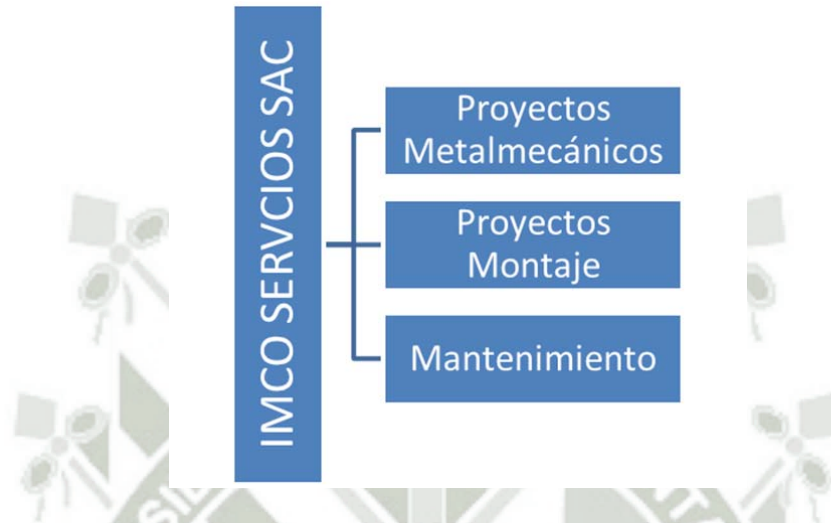 IMCO SERVCIOS SAC
Proyectos
Metalmecánicos
Proyectos
Montaje
Mantenimiento